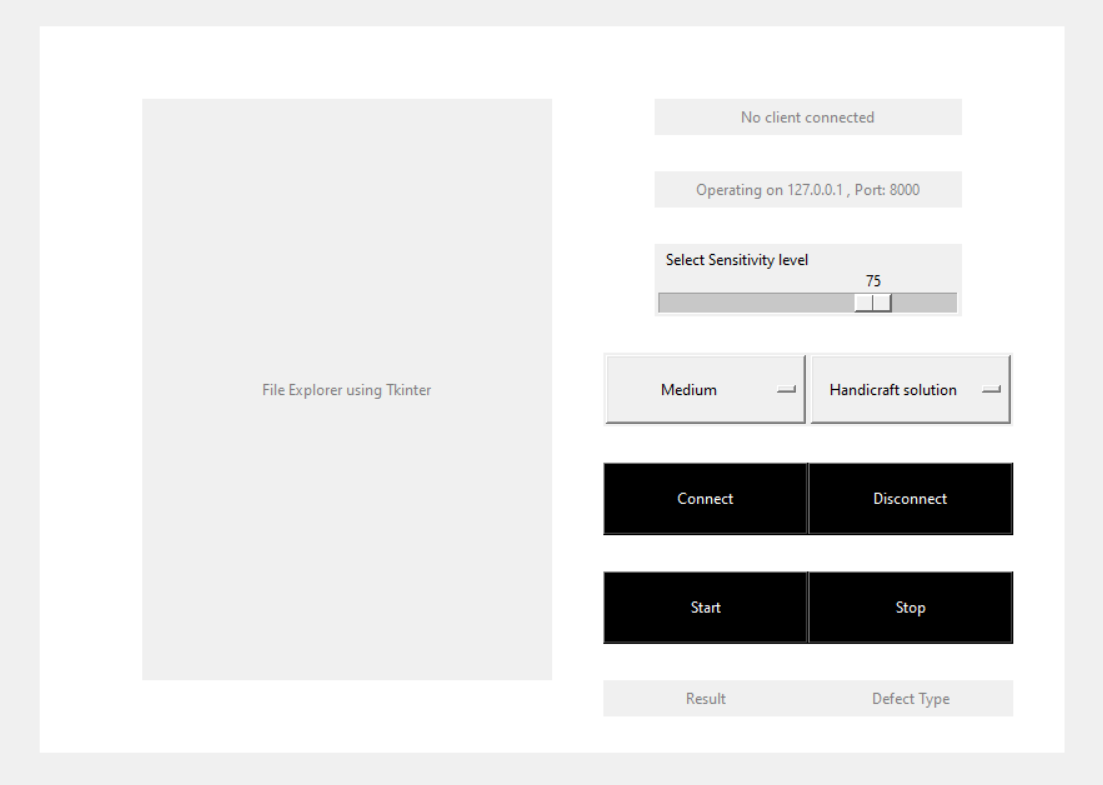 No client connected
Operating on 127.0.0.1 , Port: 8000
Select Sensitivity level
75
File Explorer using Tkinter
Medium
Handicraft solution
Connect
Disconnect
Start
Stop
Result
Defect Type